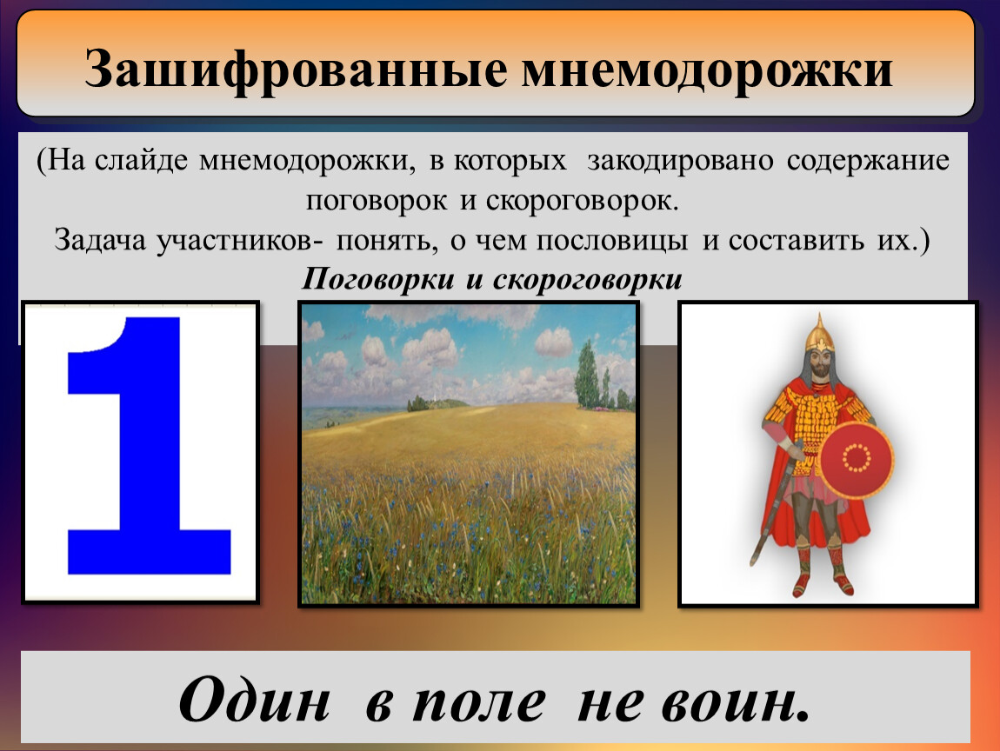 Зашифрованные мнемодорожки
(На слайде мнемодорожки, в которых закодировано содержание
поговорок и скороговорок.
Задача участников- понять, о чем пословицы и составить их.)
Поговорки и скороговорки
1
Один в поле не воин.